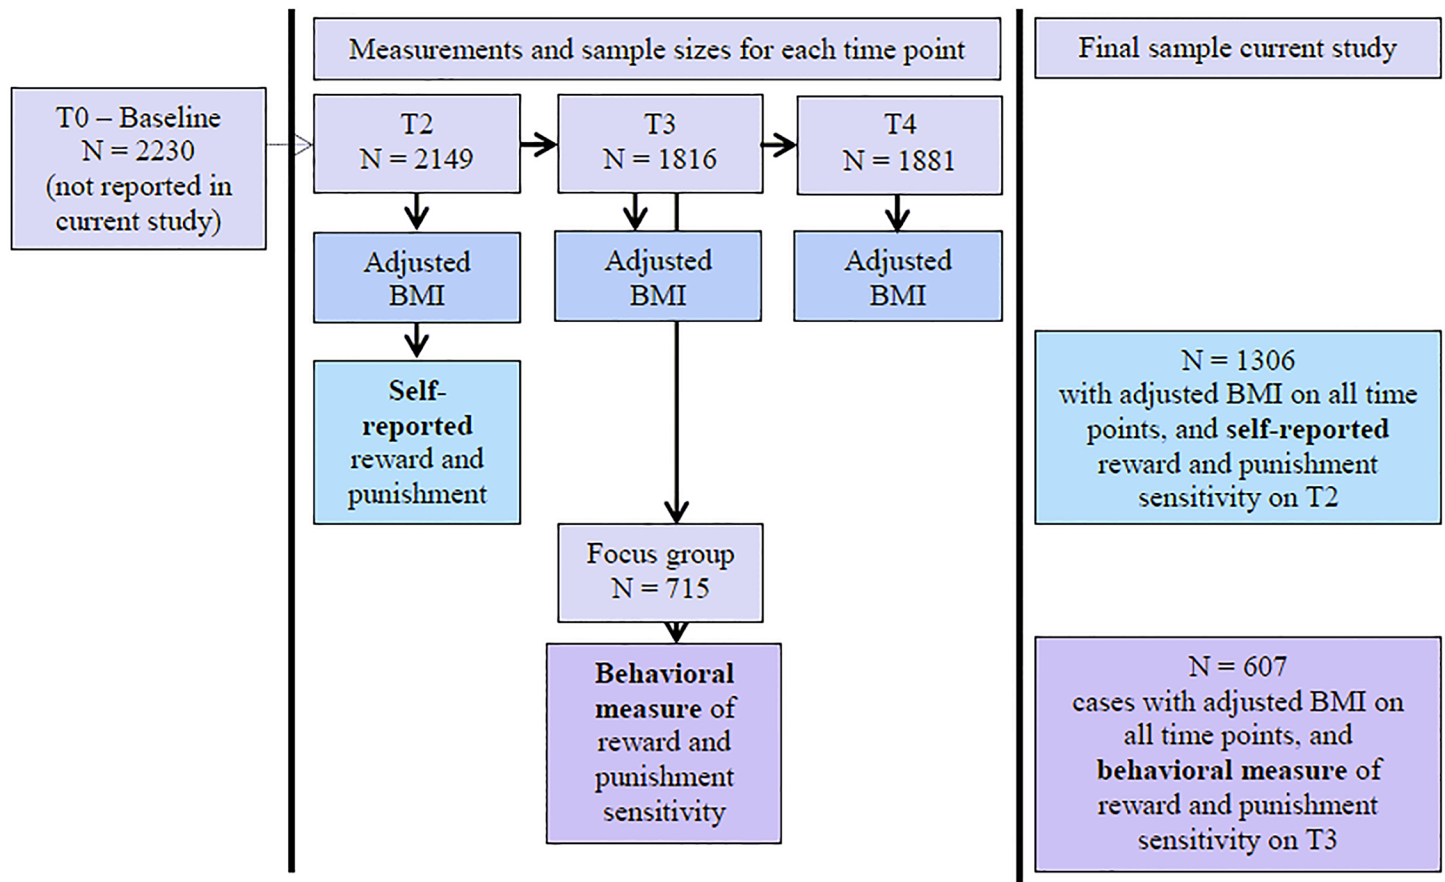 Measurements and sample sizes for each time point
Final sample current study
T0 – Baseline
N = 2230
(not reported in
current study)
T2
N = 2149
T3
N = 1816
T4
N = 1881
Adjusted
BMI
Adjusted
BMI
Adjusted
BMI
Self-
reported
reward and
punishment
N = 1306
with adjusted BMI on all time
points, and self-reported
reward and punishment
sensitivity on T2
Focus group
N = 715
Behavioral
measure of
reward and
punishment
sensitivity
N = 607
cases with adjusted BMI on
all time points, and
behavioral measure of
reward and punishment
sensitivity on T3